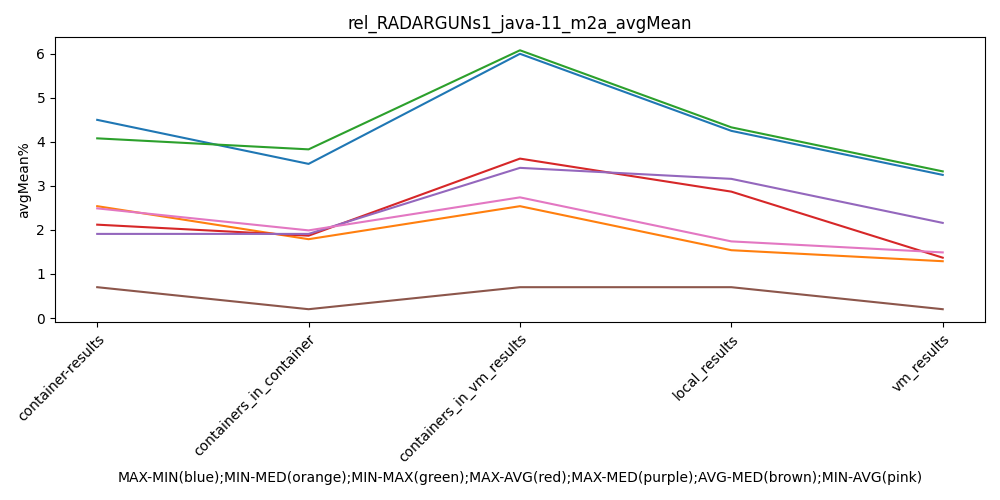 rel_RADARGUNs1_java-11_m2a_avgMean
6
5
4
3
2
1
0
avgMean%
container-results
containers_in_container
containers_in_vm_results
local_results
vm_results
MAX-MIN(blue);MIN-MED(orange);MIN-MAX(green);MAX-AVG(red);MAX-MED(purple);AVG-MED(brown);MIN-AVG(pink)